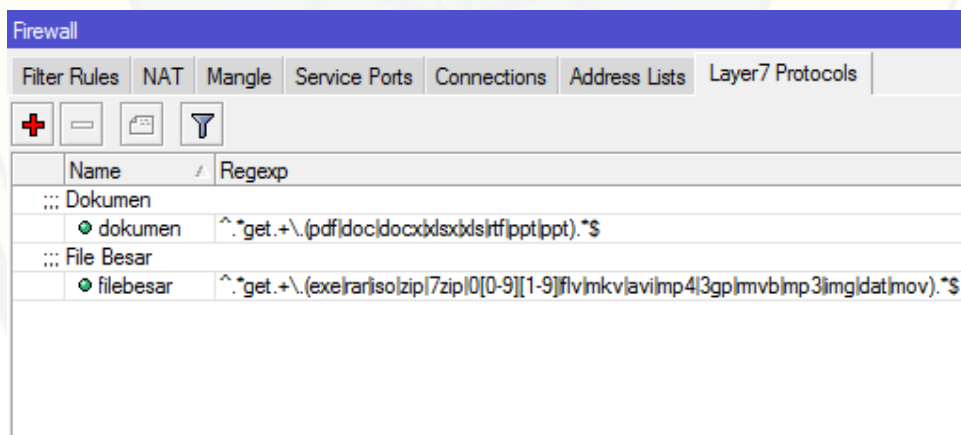 Firewall
Filter Rules NAT Mangle Service Ports Connections Address Lists Layer7 Protocols
Name Regexp
;;; Dokumen
dokumen ^.*get.+\.(pdf|doc|docx|xlsx|xls|rtf|ppt|ppt).*$
;;; File Besar
filebesar ^.*get.+\.(exe|rar|iso|zip|7zip|0[0-9][1-9]|flv|mkv|avi|mp4|3gp|rmvb|mp3|img|dat|mov).*$